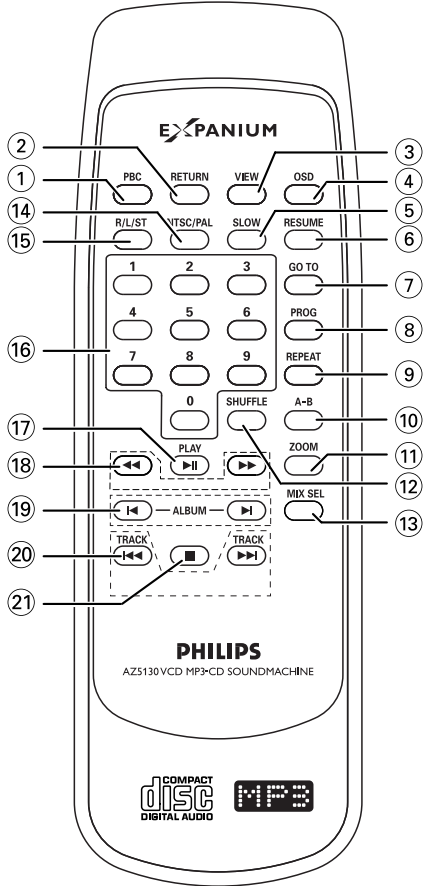 EXPANIUM
2 3
PBC RETURN VIEW OSD
1 4
14 5
R/L/ST NTSC/PAL SLOW RESUME
15 6
1 2 3 GO TO
7
4 5 6 PROG
8
16
7 8 9 REPEAT
9
0 SHUFFLE A-B
10
17 PLAY ZOOM
11
18 12
MIX SEL
19 ALBUM
13
TRACK TRACK
20
21
PHILIPS
AZ5130 VCD MP3-CD SOUNDMACHINE
COMPACT
disc
DIGITAL AUDIO
MP3